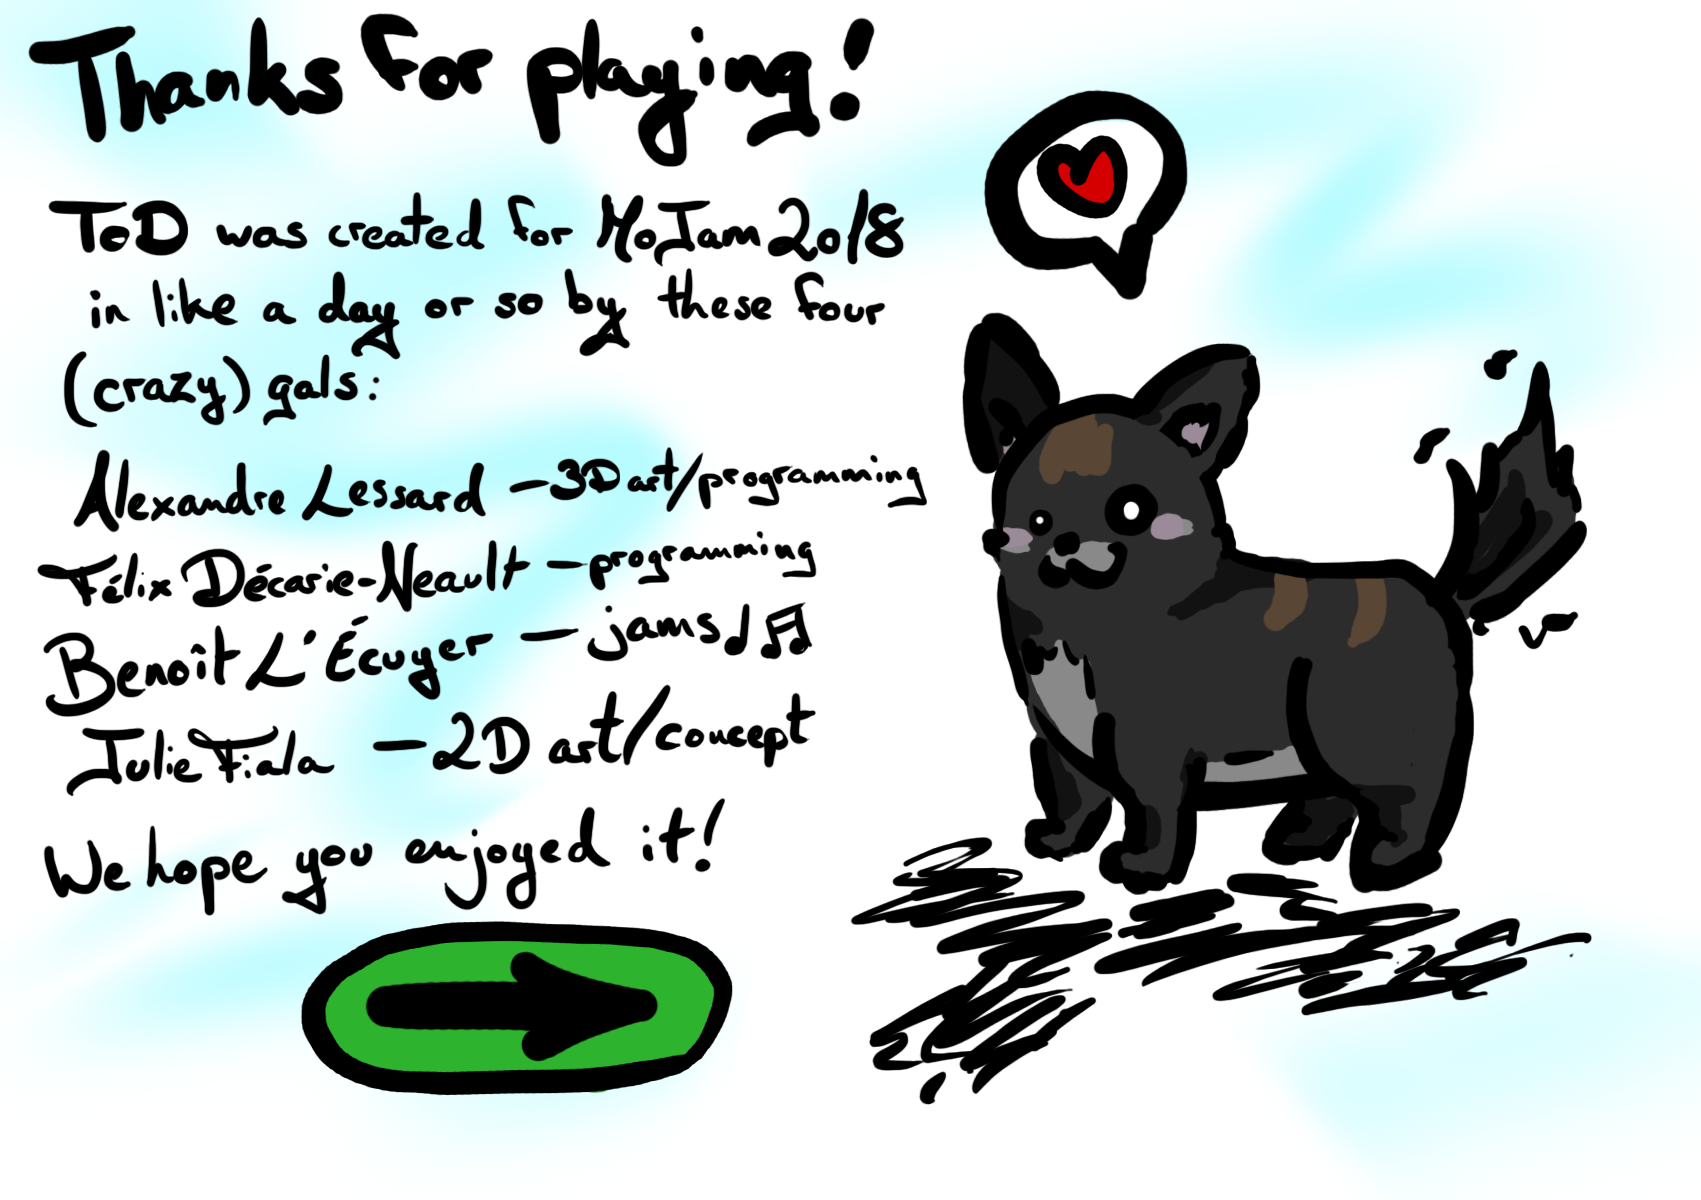 Thanks for playing!
ToD was created for MoJam 2018
in like a day or so by these four
(crazy) gals:
Alexandre Lessard - 3D art/programming
Félix Décarie-Neault - programming
Benoît L'Écuyer - jams♩♫
Julie Fiala - 2D art/concept
We hope you enjoyed it!